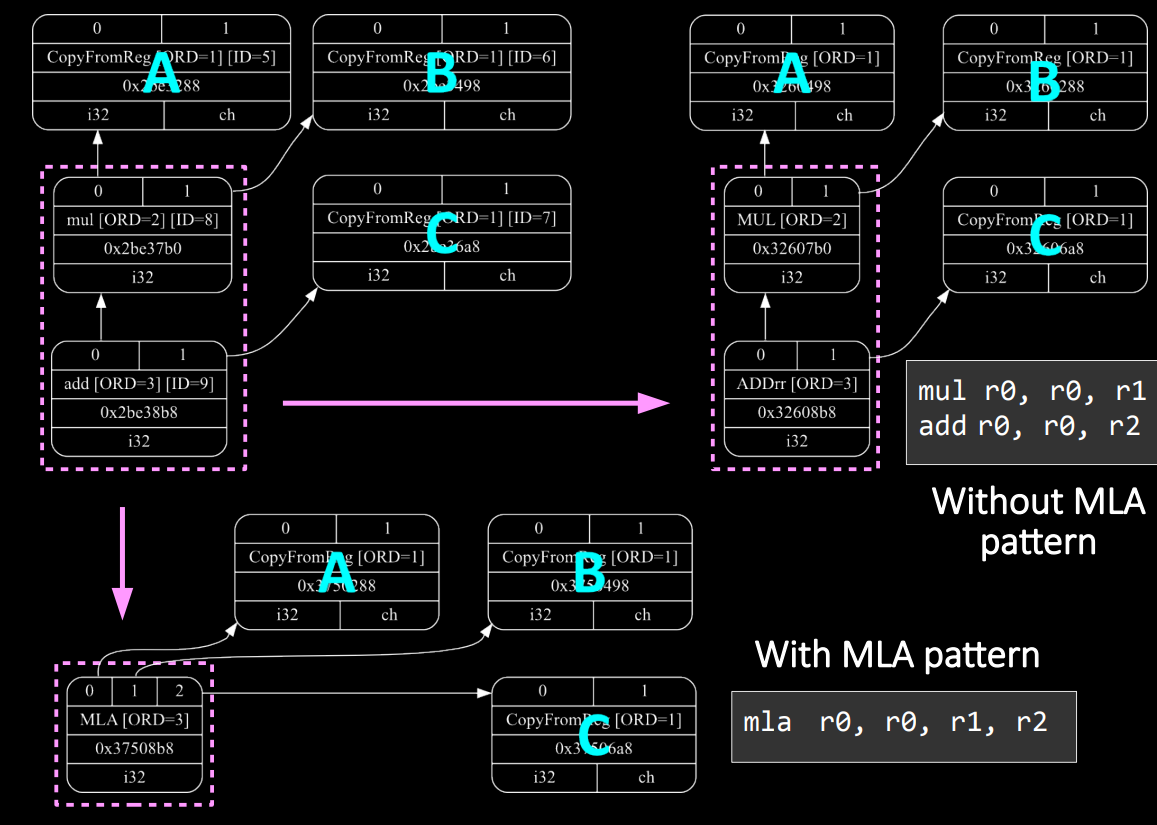 0 1
CopyFromReg [ORD=1] [ID=5]
A
i32 ch
0 1
CopyFromReg [ORD=1] [ID=6]
B
i32 ch
0 1
mul [ORD=2] [ID=8]
0x2be37b0
i32
0 1
CopyFromReg [ORD=1] [ID=7]
C
i32 ch
0 1
add [ORD=3] [ID=9]
0x2be38b8
i32
0 1
CopyFromReg [ORD=1]
A
i32 ch
0 1
CopyFromReg [ORD=1]
B
i32 ch
0 1
MUL [ORD=2]
0x32607b0
i32
0 1
CopyFromReg [ORD=1]
C
i32 ch
0 1
ADDrr [ORD=3]
0x32608b8
i32
mul r0, r0, r1
add r0, r0, r2
Without MLA
pattern
0 1
CopyFromReg [ORD=1]
A
i32 ch
0 1
CopyFromReg [ORD=1]
B
i32 ch
0 1 2
MLA [ORD=3]
0x37508b8
i32
0 1
CopyFromReg [ORD=1]
C
i32 ch
With MLA pattern
mla r0, r0, r1, r2